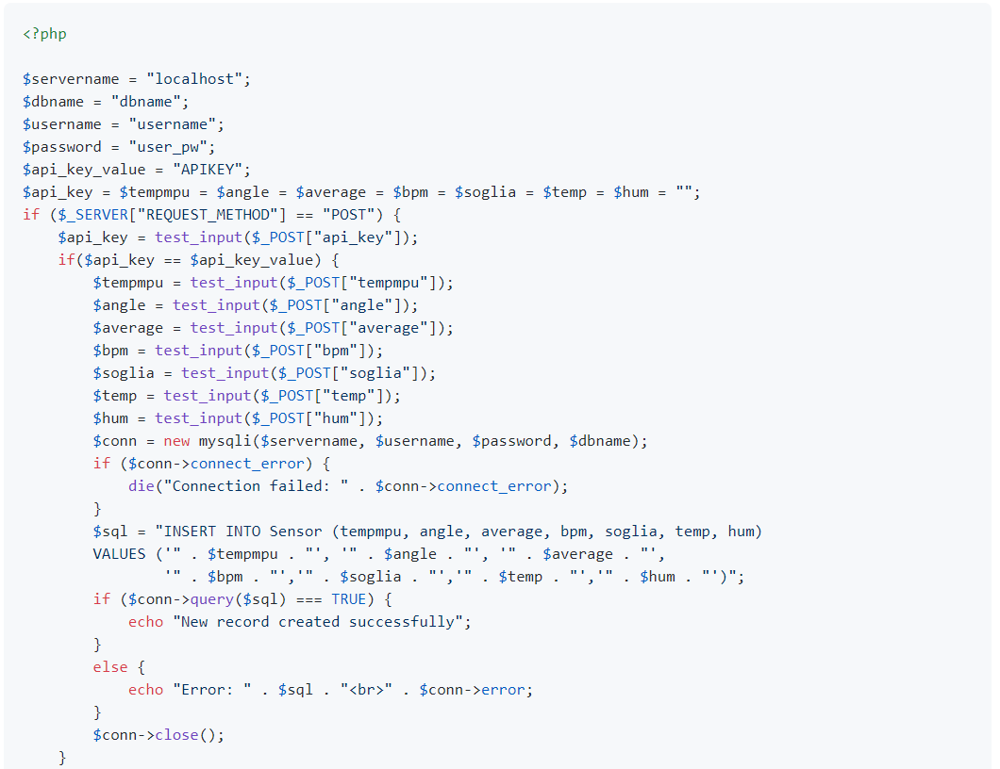 <?php
$servername = "localhost";
$dbname = "dbname";
$username = "username";
$password = "user_pw";
$api_key_value = "APIKEY";
$api_key = $tempmpu = $angle = $average = $bpm = $soglia = $temp = $hum = "";
if ($_SERVER["REQUEST_METHOD"] == "POST") {
    $api_key = test_input($_POST["api_key"]);
    if($api_key == $api_key_value) {
        $tempmpu = test_input($_POST["tempmpu"]);
        $angle = test_input($_POST["angle"]);
        $average = test_input($_POST["average"]);
        $bpm = test_input($_POST["bpm"]);
        $soglia = test_input($_POST["soglia"]);
        $temp = test_input($_POST["temp"]);
        $hum = test_input($_POST["hum"]);
        $conn = new mysqli($servername, $username, $password, $dbname);
        if ($conn->connect_error) {
            die("Connection failed: " . $conn->connect_error);
        }
        $sql = "INSERT INTO Sensor (tempmpu, angle, average, bpm, soglia, temp, hum)
        VALUES ('" . $tempmpu . "', '" . $angle . "', '" . $average . "',
                '" . $bpm . "','" . $soglia . "','" . $temp . "','" . $hum . "')";
        if ($conn->query($sql) === TRUE) {
            echo "New record created successfully";
        }
        else {
            echo "Error: " . $sql . "<br>" . $conn->error;
        }
        $conn->close();
    }